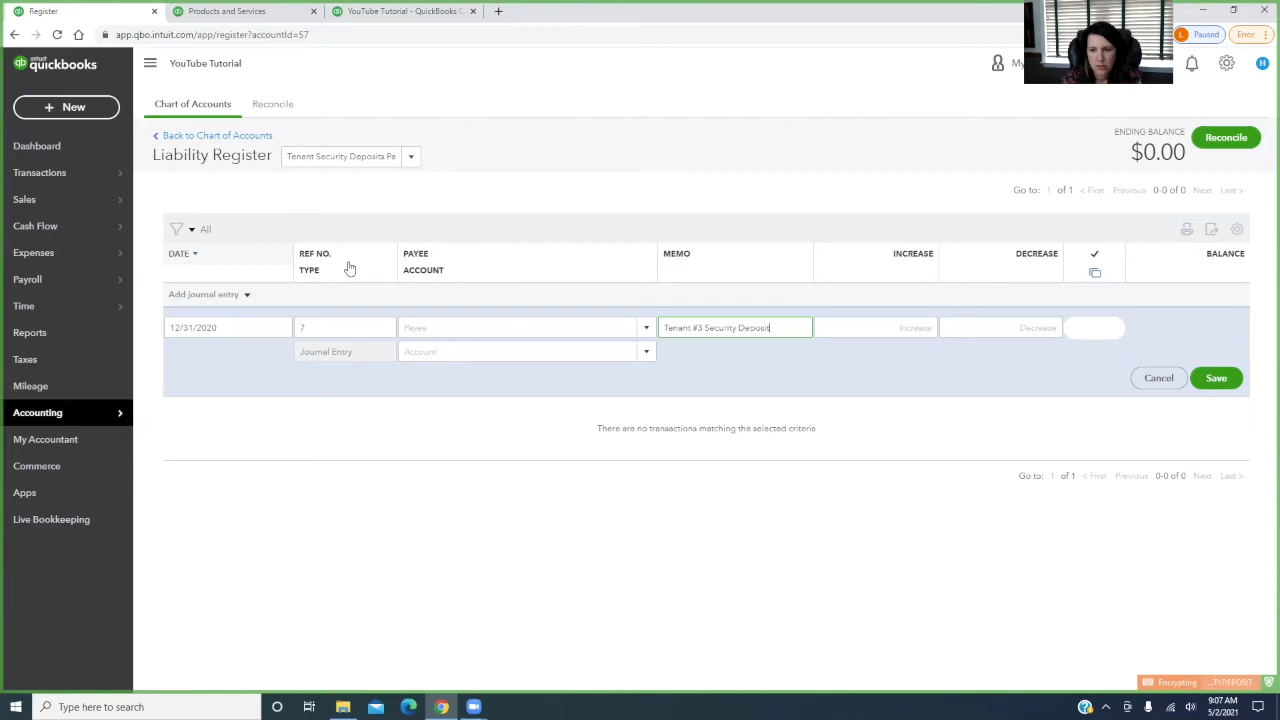 Register
Products and Services
YouTube Tutorial - QuickBooks O
app.qbc.intuit.com/app/register?accountId=57
L Paused
Error
intuit
quickbooks
YouTube Tutorial
My
H
+ New
Chart of Accounts
Reconcile
Back to Chart of Accounts
Liability Register
Tenant Security Deposits Pa
ENDING BALANCE
$0.00
Reconcile
Go to: 1 of 1 < First Previous 0-0 of 0 Next Last >
Dashboard
Transactions
Sales
Cash Flow
Expenses
Payroll
Time
Reports
Taxes
Mileage
Accounting
My Accountant
Commerce
Apps
Live Bookkeeping
All
DATE
REF NO.
PAYEE
MEMO
INCREASE
DECREASE
BALANCE
TYPE
ACCOUNT
Add journal entry
12/31/2020
7
Payee
Tenant #3 Security Deposit
Increase
Decrease
Journal Entry
Account
Cancel
Save
There are no transactions matching the selected criteria
Go to: 1 of 1 < First Previous 0-0 of 0 Next Last >
Encrypting
...TYDEPOSIT
Type here to search
9:07 AM
5/2/2021